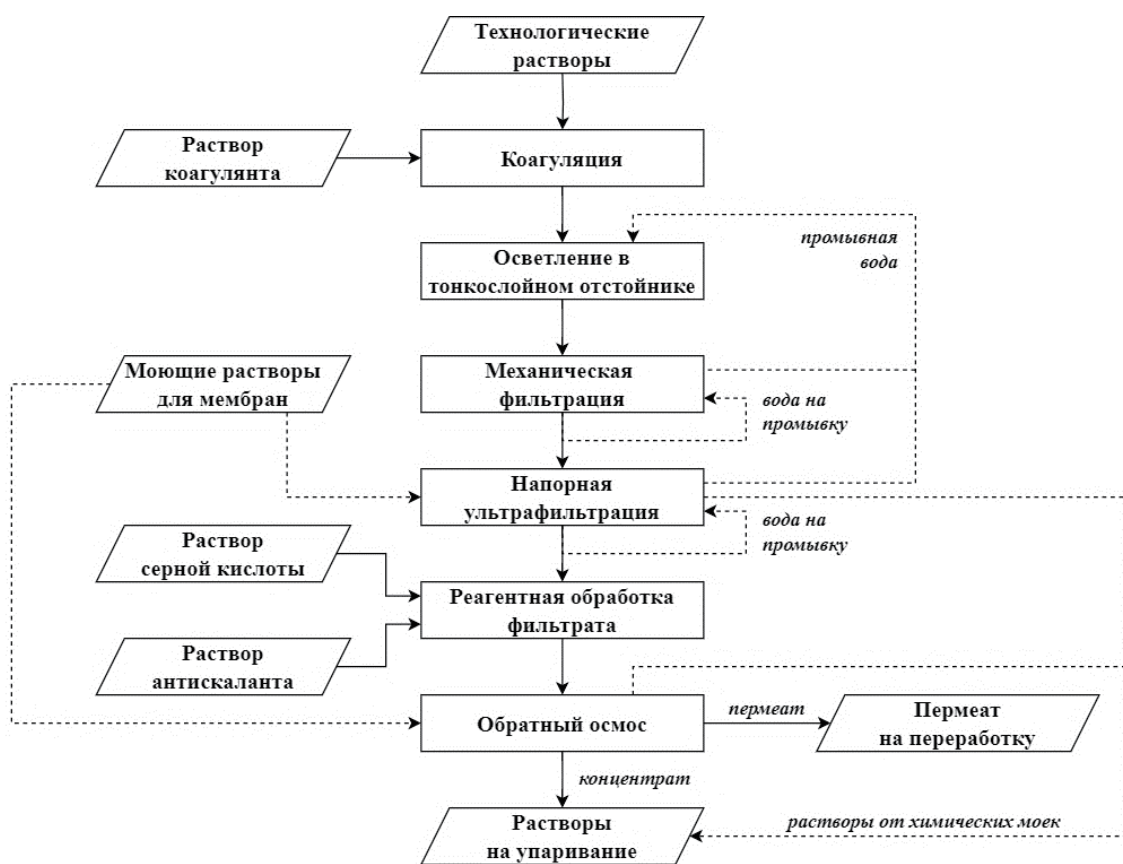 Технологические
растворы
Раствор
коагулянта
Коагуляция
промывная
вода
Осветление в
тонкослойном отстойнике
Моющие растворы
для мембран
Механическая
фильтрация
вода на
промывку
Напорная
ультрафильтрация
вода на
промывку
Раствор
серной кислоты
Реагентная обработка
фильтрата
Раствор
антискаланта
Обратный осмос
пермеат
Пермеат
на переработку
концентрат
Растворы
на упаривание
растворы от химических моек